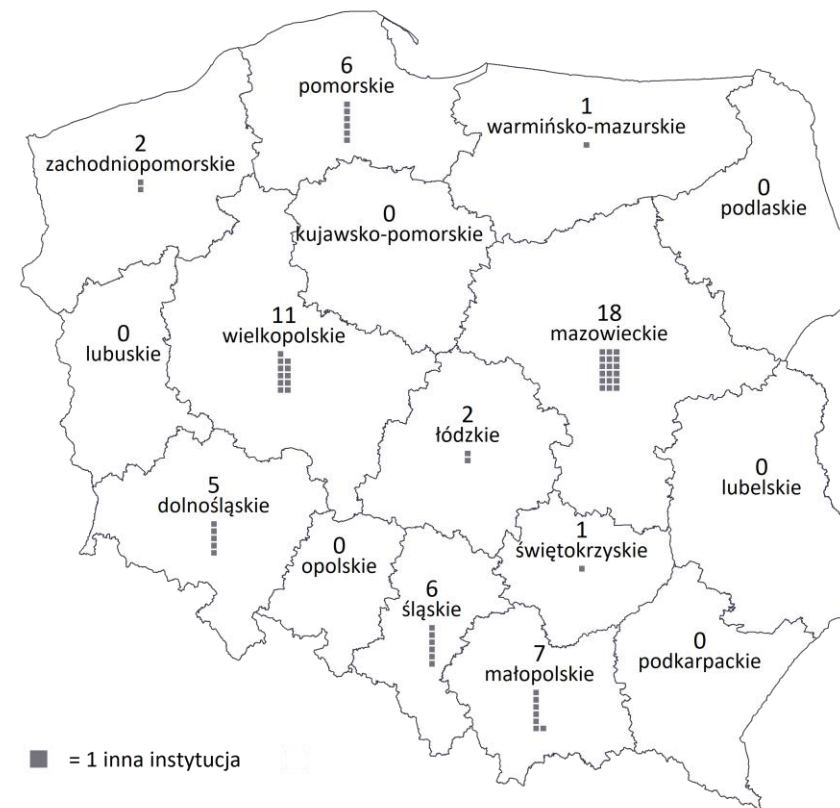 6
pomorskie
1
warmińsko-mazurskie
2
zachodniopomorskie
0
podlaskie
0
kujawsko-pomorskie
11
wielkopolskie
18
mazowieckie
0
lubuskie
2
łódzkie
0
lubelskie
5
dolnośląskie
1
świętokrzyskie
0
opolskie
6
śląskie
0
podkarpackie
7
małopolskie
= 1 inna instytucja